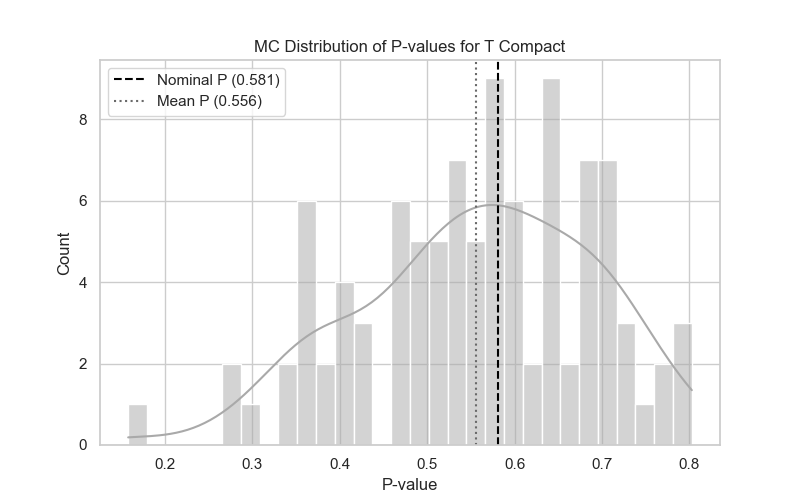 MC Distribution of P-values for T Compact
Nominal P (0.581)
Mean P (0.556)
Count
8
6
4
2
0
0.2 0.3 0.4 0.5 0.6 0.7 0.8
P-value